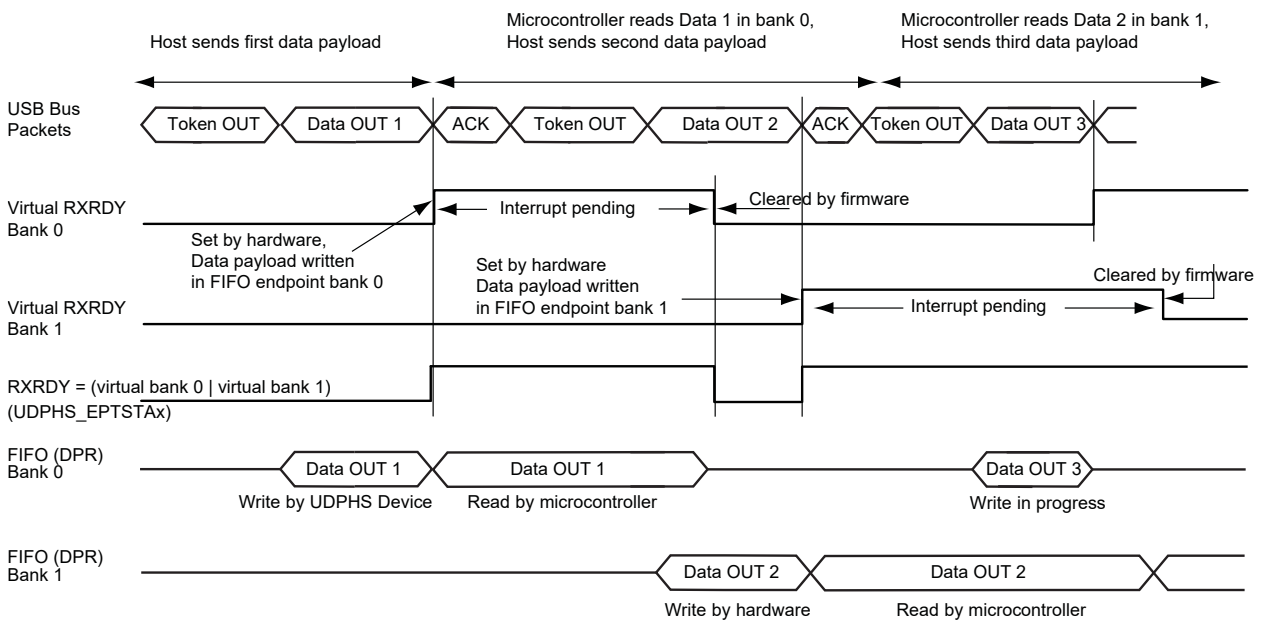 Host sends first data payload
Microcontroller reads Data 1 in bank 0,
Host sends second data payload
Microcontroller reads Data 2 in bank 1,
Host sends third data payload
USB Bus
Packets
Token OUT
Data OUT 1
ACK
Token OUT
Data OUT 2
ACK
Token OUT
Data OUT 3
Virtual RXRDY
Bank 0
Interrupt pending
Cleared by firmware
Set by hardware,
Data payload written
in FIFO endpoint bank 0
Set by hardware
Data payload written
in FIFO endpoint bank 1
Cleared by firmware
Virtual RXRDY
Bank 1
Interrupt pending
RXRDY = (virtual bank 0 | virtual bank 1)
(UDPHS_EPTSTAx)
FIFO (DPR)
Bank 0
Data OUT 1
Data OUT 1
Data OUT 3
Write by UDPHS Device
Read by microcontroller
Write in progress
FIFO (DPR)
Bank 1
Data OUT 2
Data OUT 2
Write by hardware
Read by microcontroller